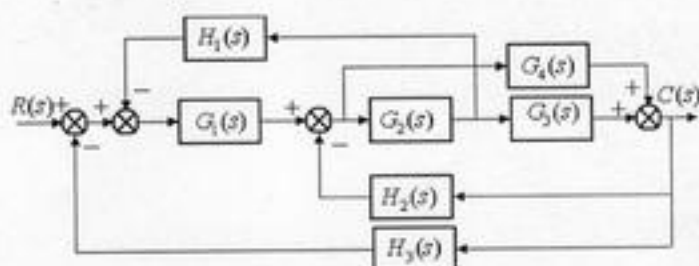 H₁(s)
G₄(s)
R(s) + + − G₁(s) + − G₂(s) G₃(s) + + C(s)
−
H₂(s)
H₃(s)